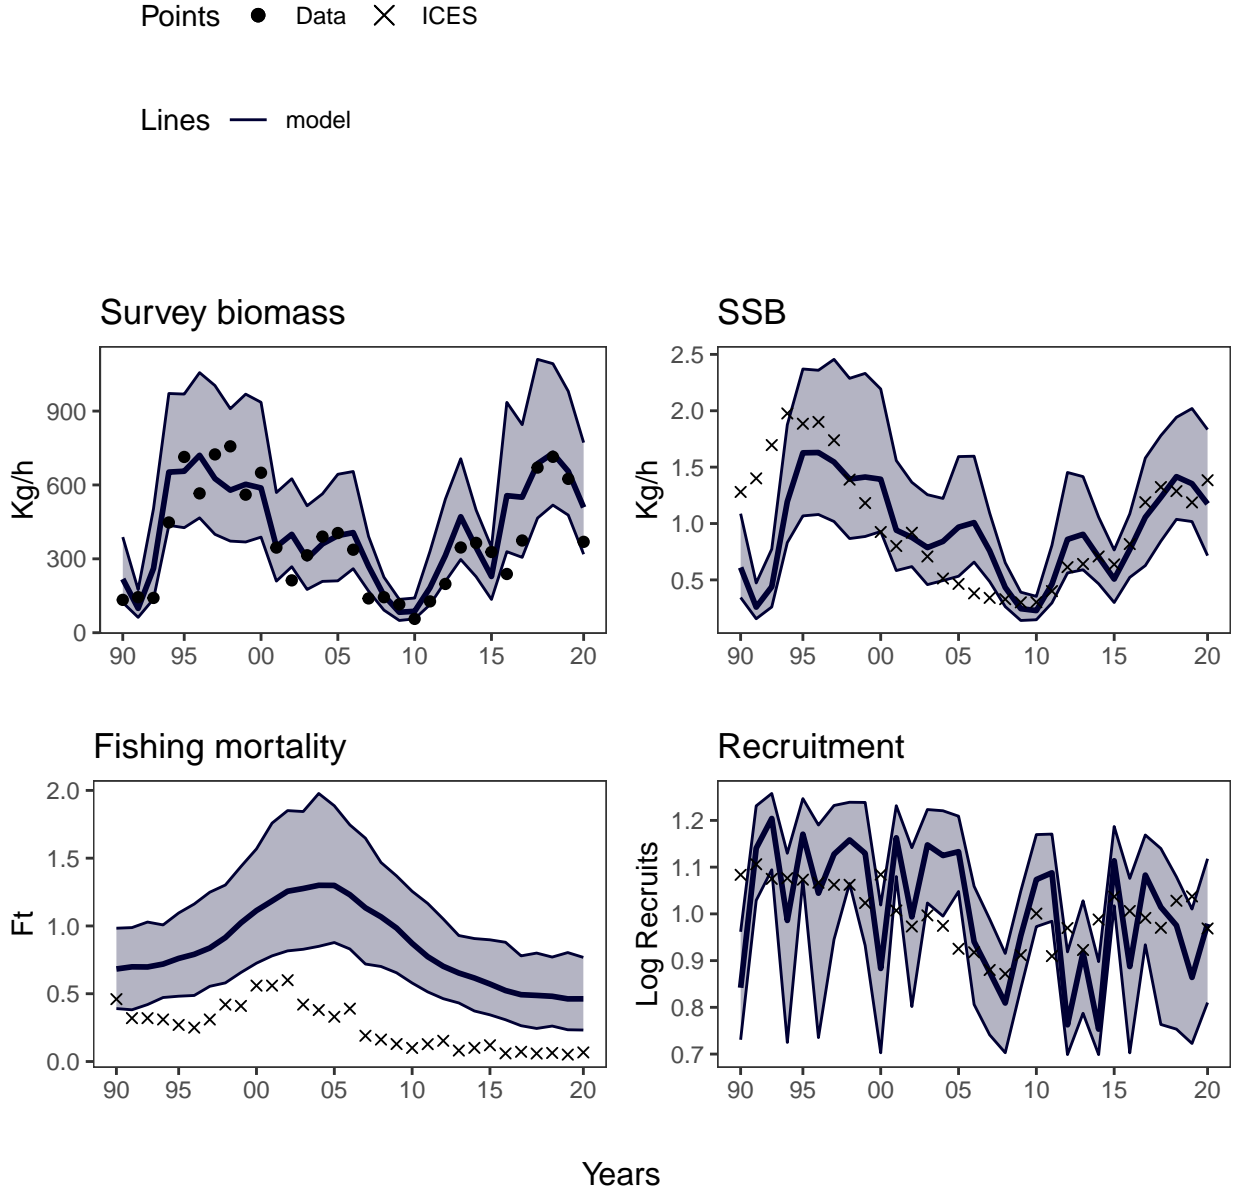 Points Data ICES
Lines model
Survey biomass
Kg/h
900
600
300
0
90 95 00 05 10 15 20
SSB
Kg/h
2.5
2.0
1.5
1.0
0.5
90 95 00 05 10 15 20
Fishing mortality
Ft
2.0
1.5
1.0
0.5
0.0
90 95 00 05 10 15 20
Recruitment
Log Recruits
1.2
1.1
1.0
0.9
0.8
0.7
90 95 00 05 10 15 20
Years